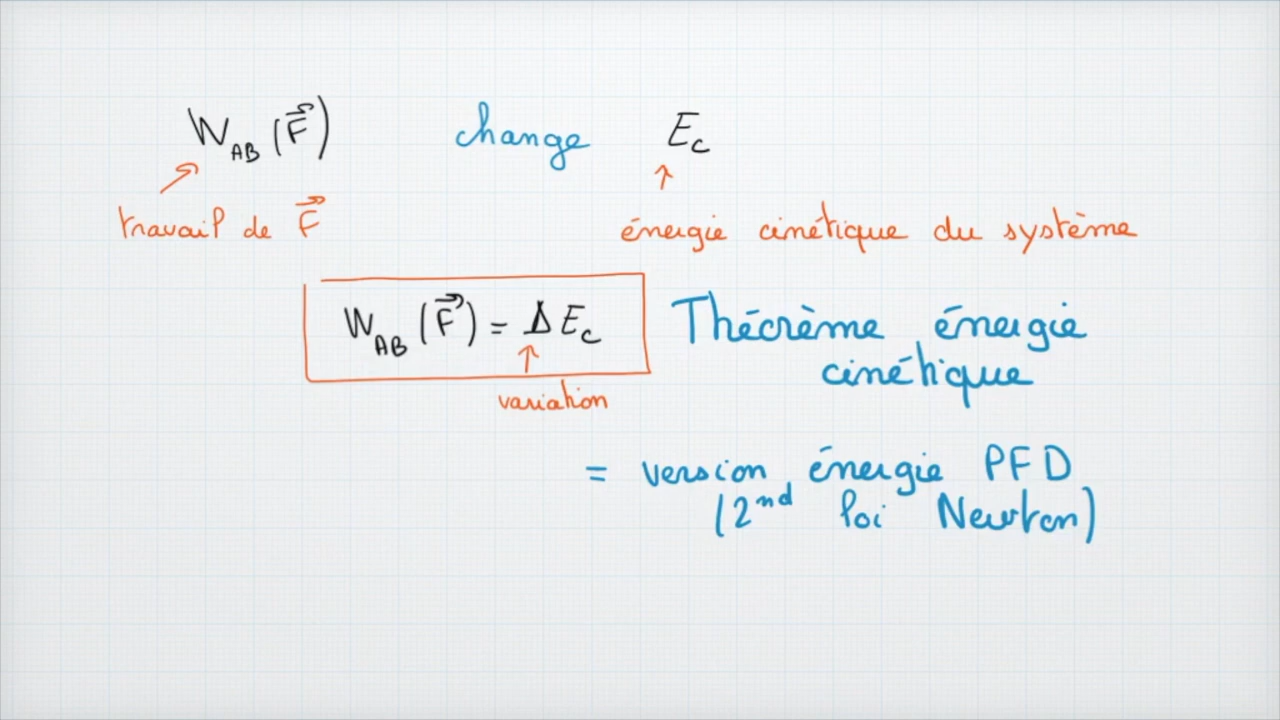 W_AB (F⃗) change E_c
travail de F⃗ énergie cinétique du système
W_AB (F⃗) = Δ E_c Théorème énergie
cinétique
variation
= version énergie PFD
(2nd loi Newton)